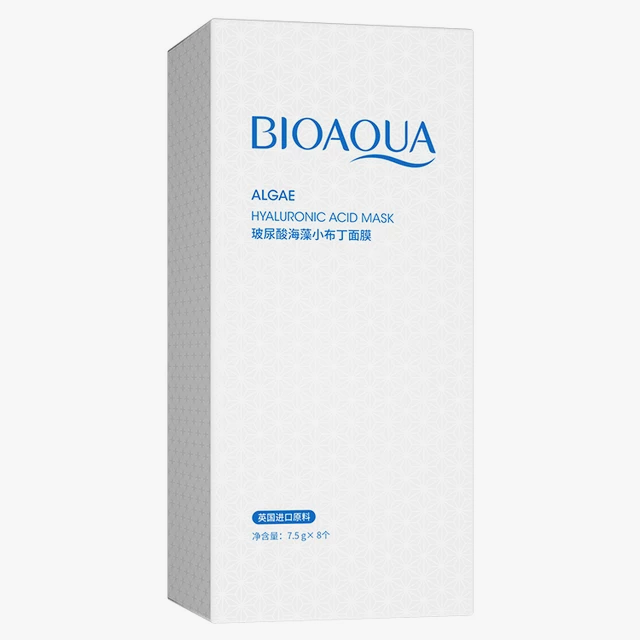 BIOAQUA
ALGAE
HYALURONIC ACID MASK
玻尿酸海藻小布丁面膜
英国进口原料
净含量：7.5 g× 8个